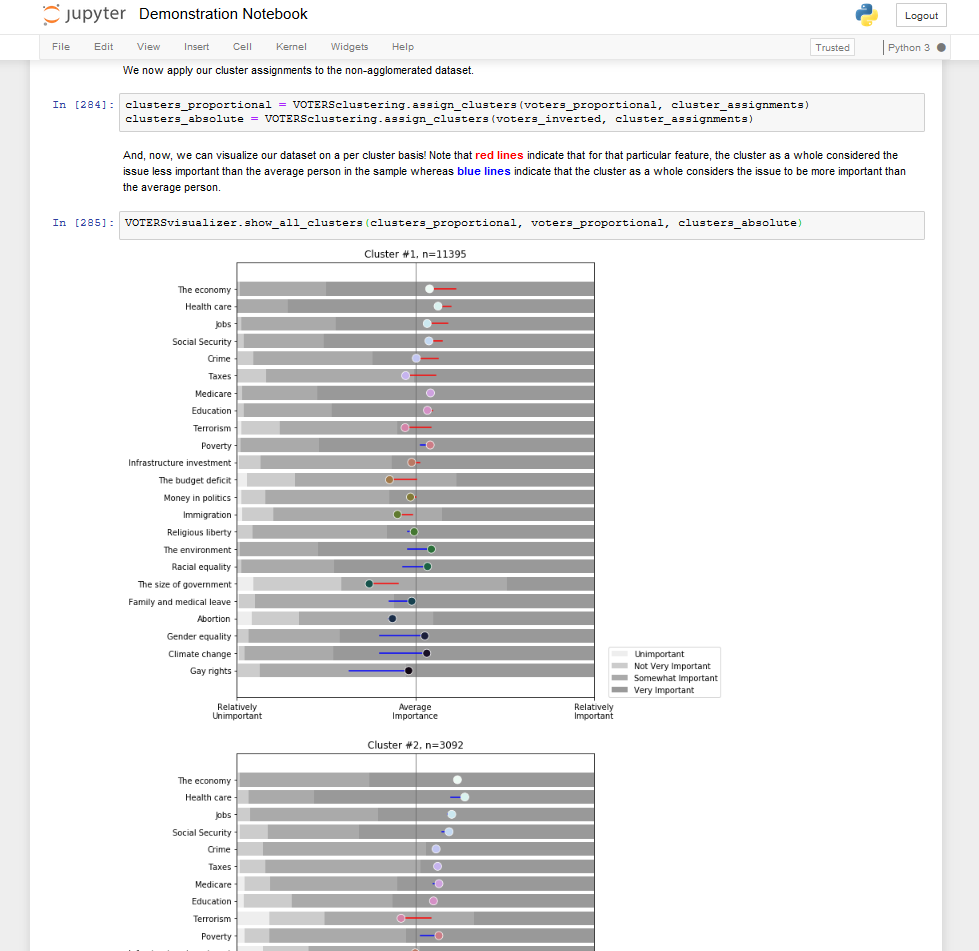 jupyter Demonstration Notebook
Logout
File Edit View Insert Cell Kernel Widgets Help
Trusted Python 3
We now apply our cluster assignments to the non-agglomerated dataset.
In [284]: clusters_proportional = VOTERSclustering.assign_clusters(voters_proportional, cluster_assignments)
clusters_absolute = VOTERSclustering.assign_clusters(voters_inverted, cluster_assignments)
And, now, we can visualize our dataset on a per cluster basis! Note that red lines indicate that for that particular feature, the cluster as a whole considered the
issue less important than the average person in the sample whereas blue lines indicate that the cluster as a whole considers the issue to be more important than
the average person.
In [285]: VOTERSvisualizer.show_all_clusters(clusters_proportional, voters_proportional, clusters_absolute)
Cluster #1, n=11395
The economy
Health care
Jobs
Social Security
Crime
Taxes
Medicare
Education
Terrorism
Poverty
Infrastructure investment
The budget deficit
Money in politics
Immigration
Religious liberty
The environment
Racial equality
The size of government
Family and medical leave
Abortion
Gender equality
Climate change
Gay rights
Unimportant
Not Very Important
Somewhat Important
Very Important
Relatively Unimportant
Average Importance
Relatively Important
Cluster #2, n=3092
The economy
Health care
Jobs
Social Security
Crime
Taxes
Medicare
Education
Terrorism
Poverty